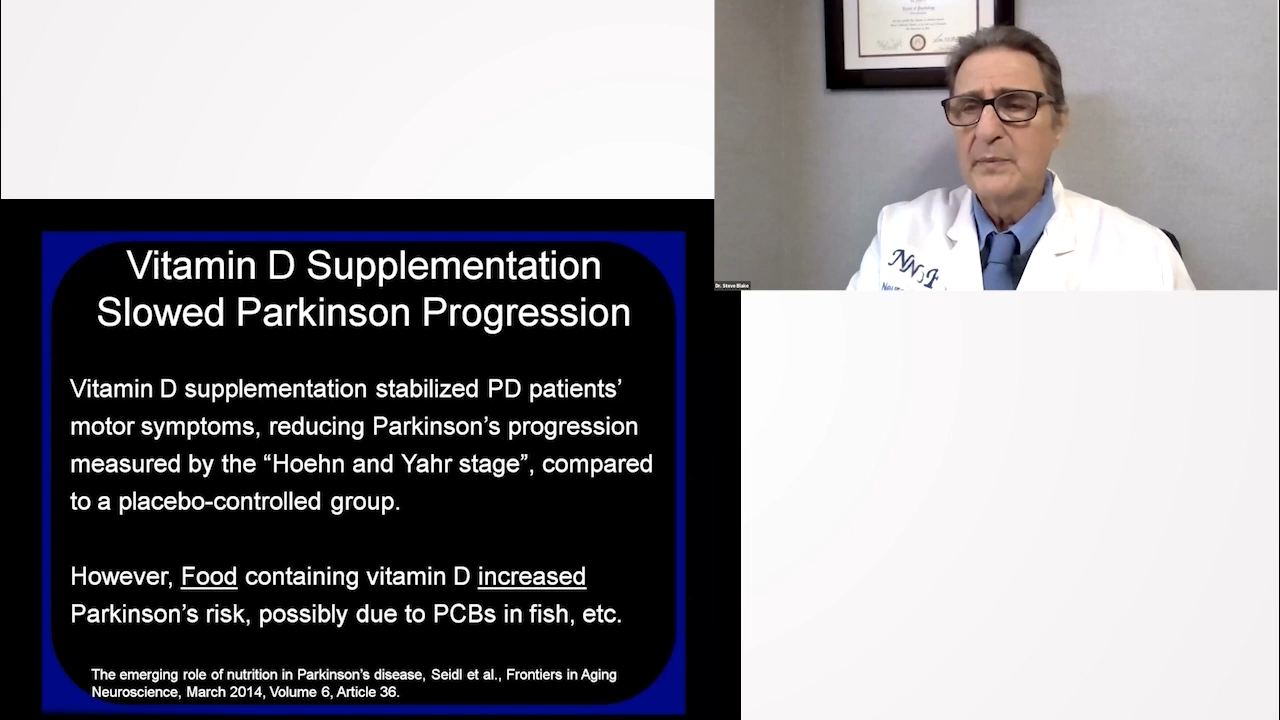 Vitamin D Supplementation
Slowed Parkinson Progression
Vitamin D supplementation stabilized PD patients’
motor symptoms, reducing Parkinson’s progression
measured by the “Hoehn and Yahr stage”, compared
to a placebo-controlled group.
However, Food containing vitamin D increased
Parkinson’s risk, possibly due to PCBs in fish, etc.
The emerging role of nutrition in Parkinson’s disease, Seidl et al., Frontiers in Aging
Neuroscience, March 2014, Volume 6, Article 36.
Dr. Steve Blake